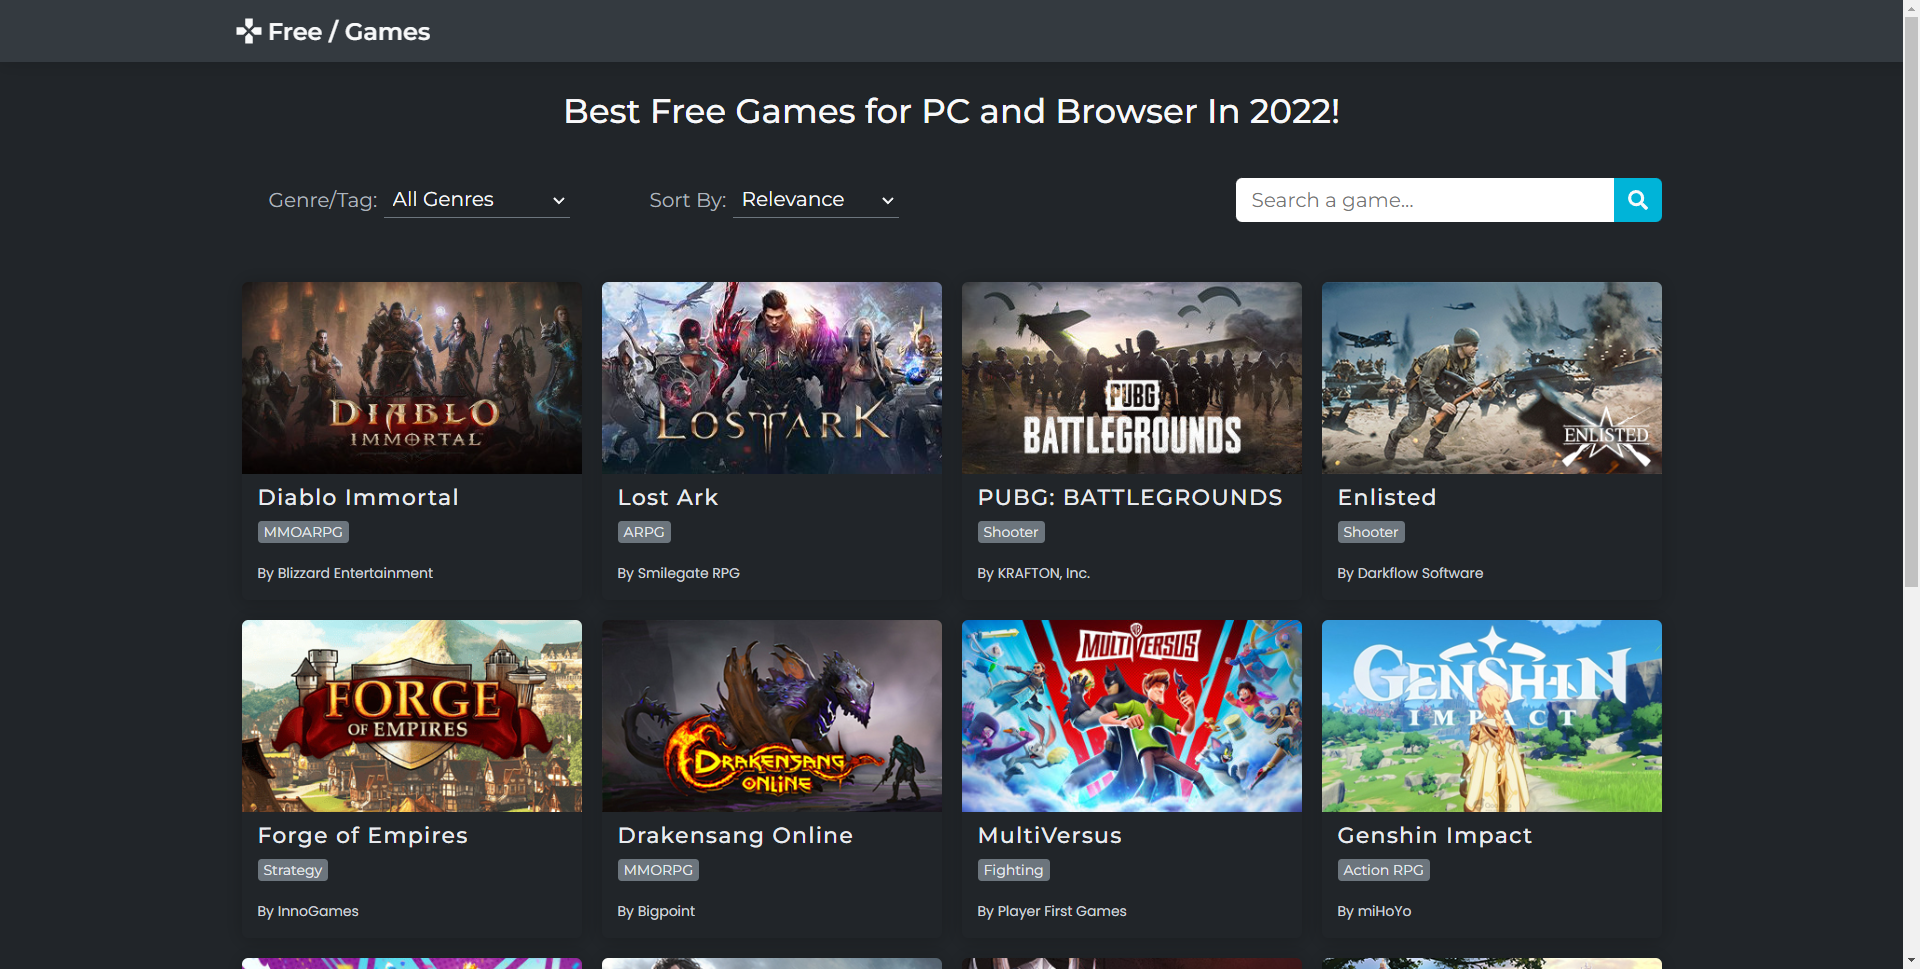 Free / Games
Best Free Games for PC and Browser In 2022!
Genre/Tag: All Genres Sort By: Relevance Search a game...
DIABLO
IMMORTAL
LOST ARK
PUBG
BATTLEGROUNDS
ENLISTED
Diablo Immortal
MMOARPG
By Blizzard Entertainment
Lost Ark
ARPG
By Smilegate RPG
PUBG: BATTLEGROUNDS
Shooter
By KRAFTON, Inc.
Enlisted
Shooter
By Darkflow Software
FORGE
OF EMPIRES
DRAKENSANG
ONLINE
MULTIVERSUS
GENSHIN
IMPACT
Forge of Empires
Strategy
By InnoGames
Drakensang Online
MMORPG
By Bigpoint
MultiVersus
Fighting
By Player First Games
Genshin Impact
Action RPG
By miHoYo